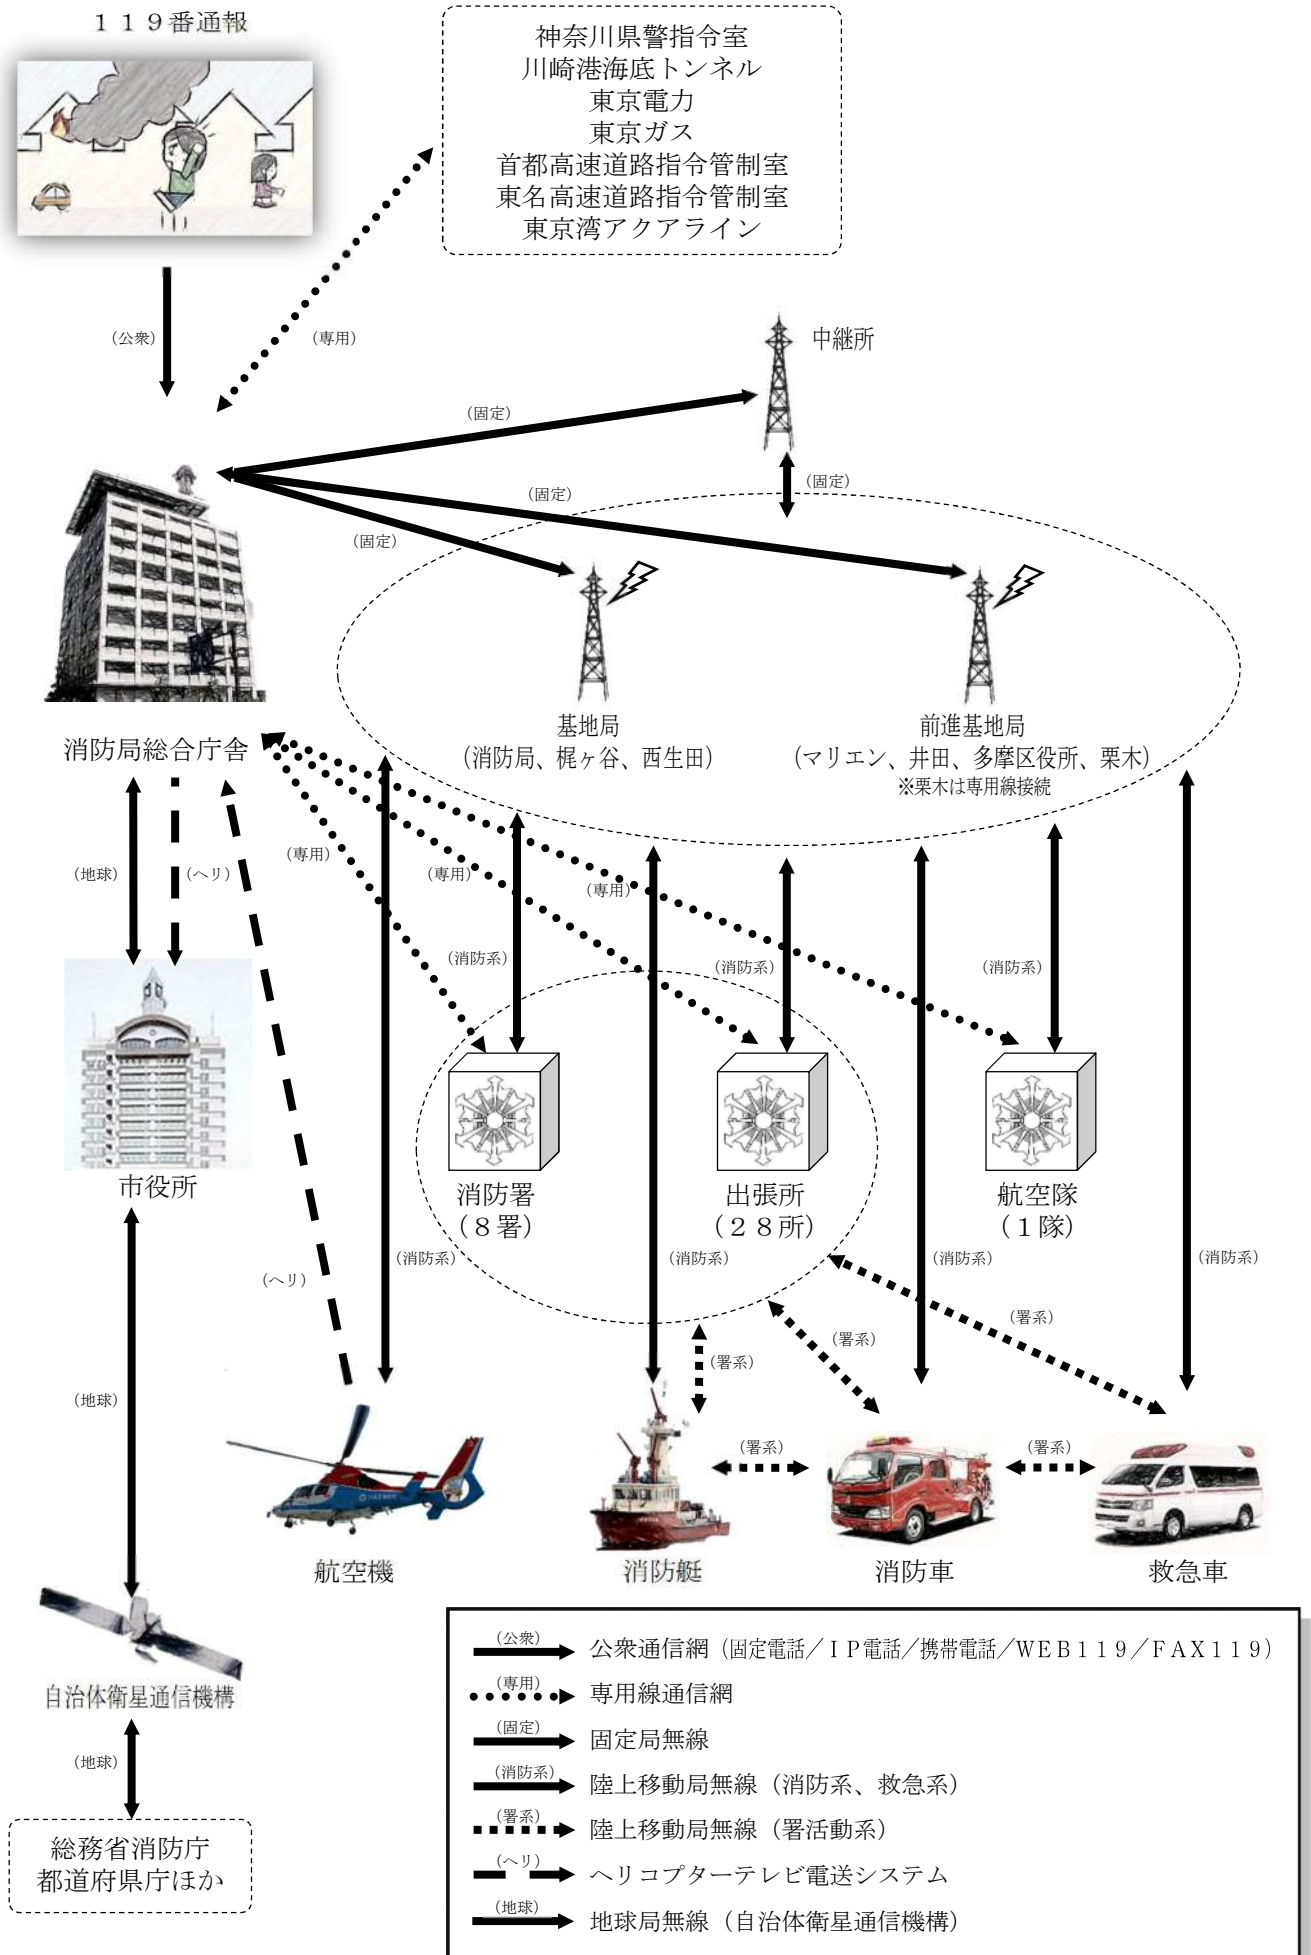 １１９番通報
神奈川県警指令室
川崎港海底トンネル
東京電力
東京ガス
首都高速道路指令管制室
東名高速道路指令管制室
東京湾アクアライン
（公衆）
（専用）
中継所
（固定）
（固定）
（固定）
（固定）
基地局
（消防局、梶ヶ谷、西生田）
前進基地局
（マリエン、井田、多摩区役所、栗木）
※栗木は専用線接続
消防局総合庁舎
（専用）
（専用）
（専用）
（地球）
（ヘリ）
（消防系）
（消防系）
（消防系）
市役所
消防署
（８署）
出張所
（２８所）
航空隊
（１隊）
（消防系）
（消防系）
（消防系）
（消防系）
（ヘリ）
（署系）
（署系）
（署系）
（地球）
（署系）
（署系）
航空機
消防艇
消防車
救急車
自治体衛星通信機構
（地球）
総務省消防庁
都道府県庁ほか
（公衆） 公衆通信網（固定電話／ＩＰ電話／携帯電話／ＷＥＢ１１９／ＦＡＸ１１９）
（専用） 専用線通信網
（固定） 固定局無線
（消防系） 陸上移動局無線（消防系、救急系）
（署系） 陸上移動局無線（署活動系）
（ヘリ） ヘリコプターテレビ電送システム
（地球） 地球局無線（自治体衛星通信機構）